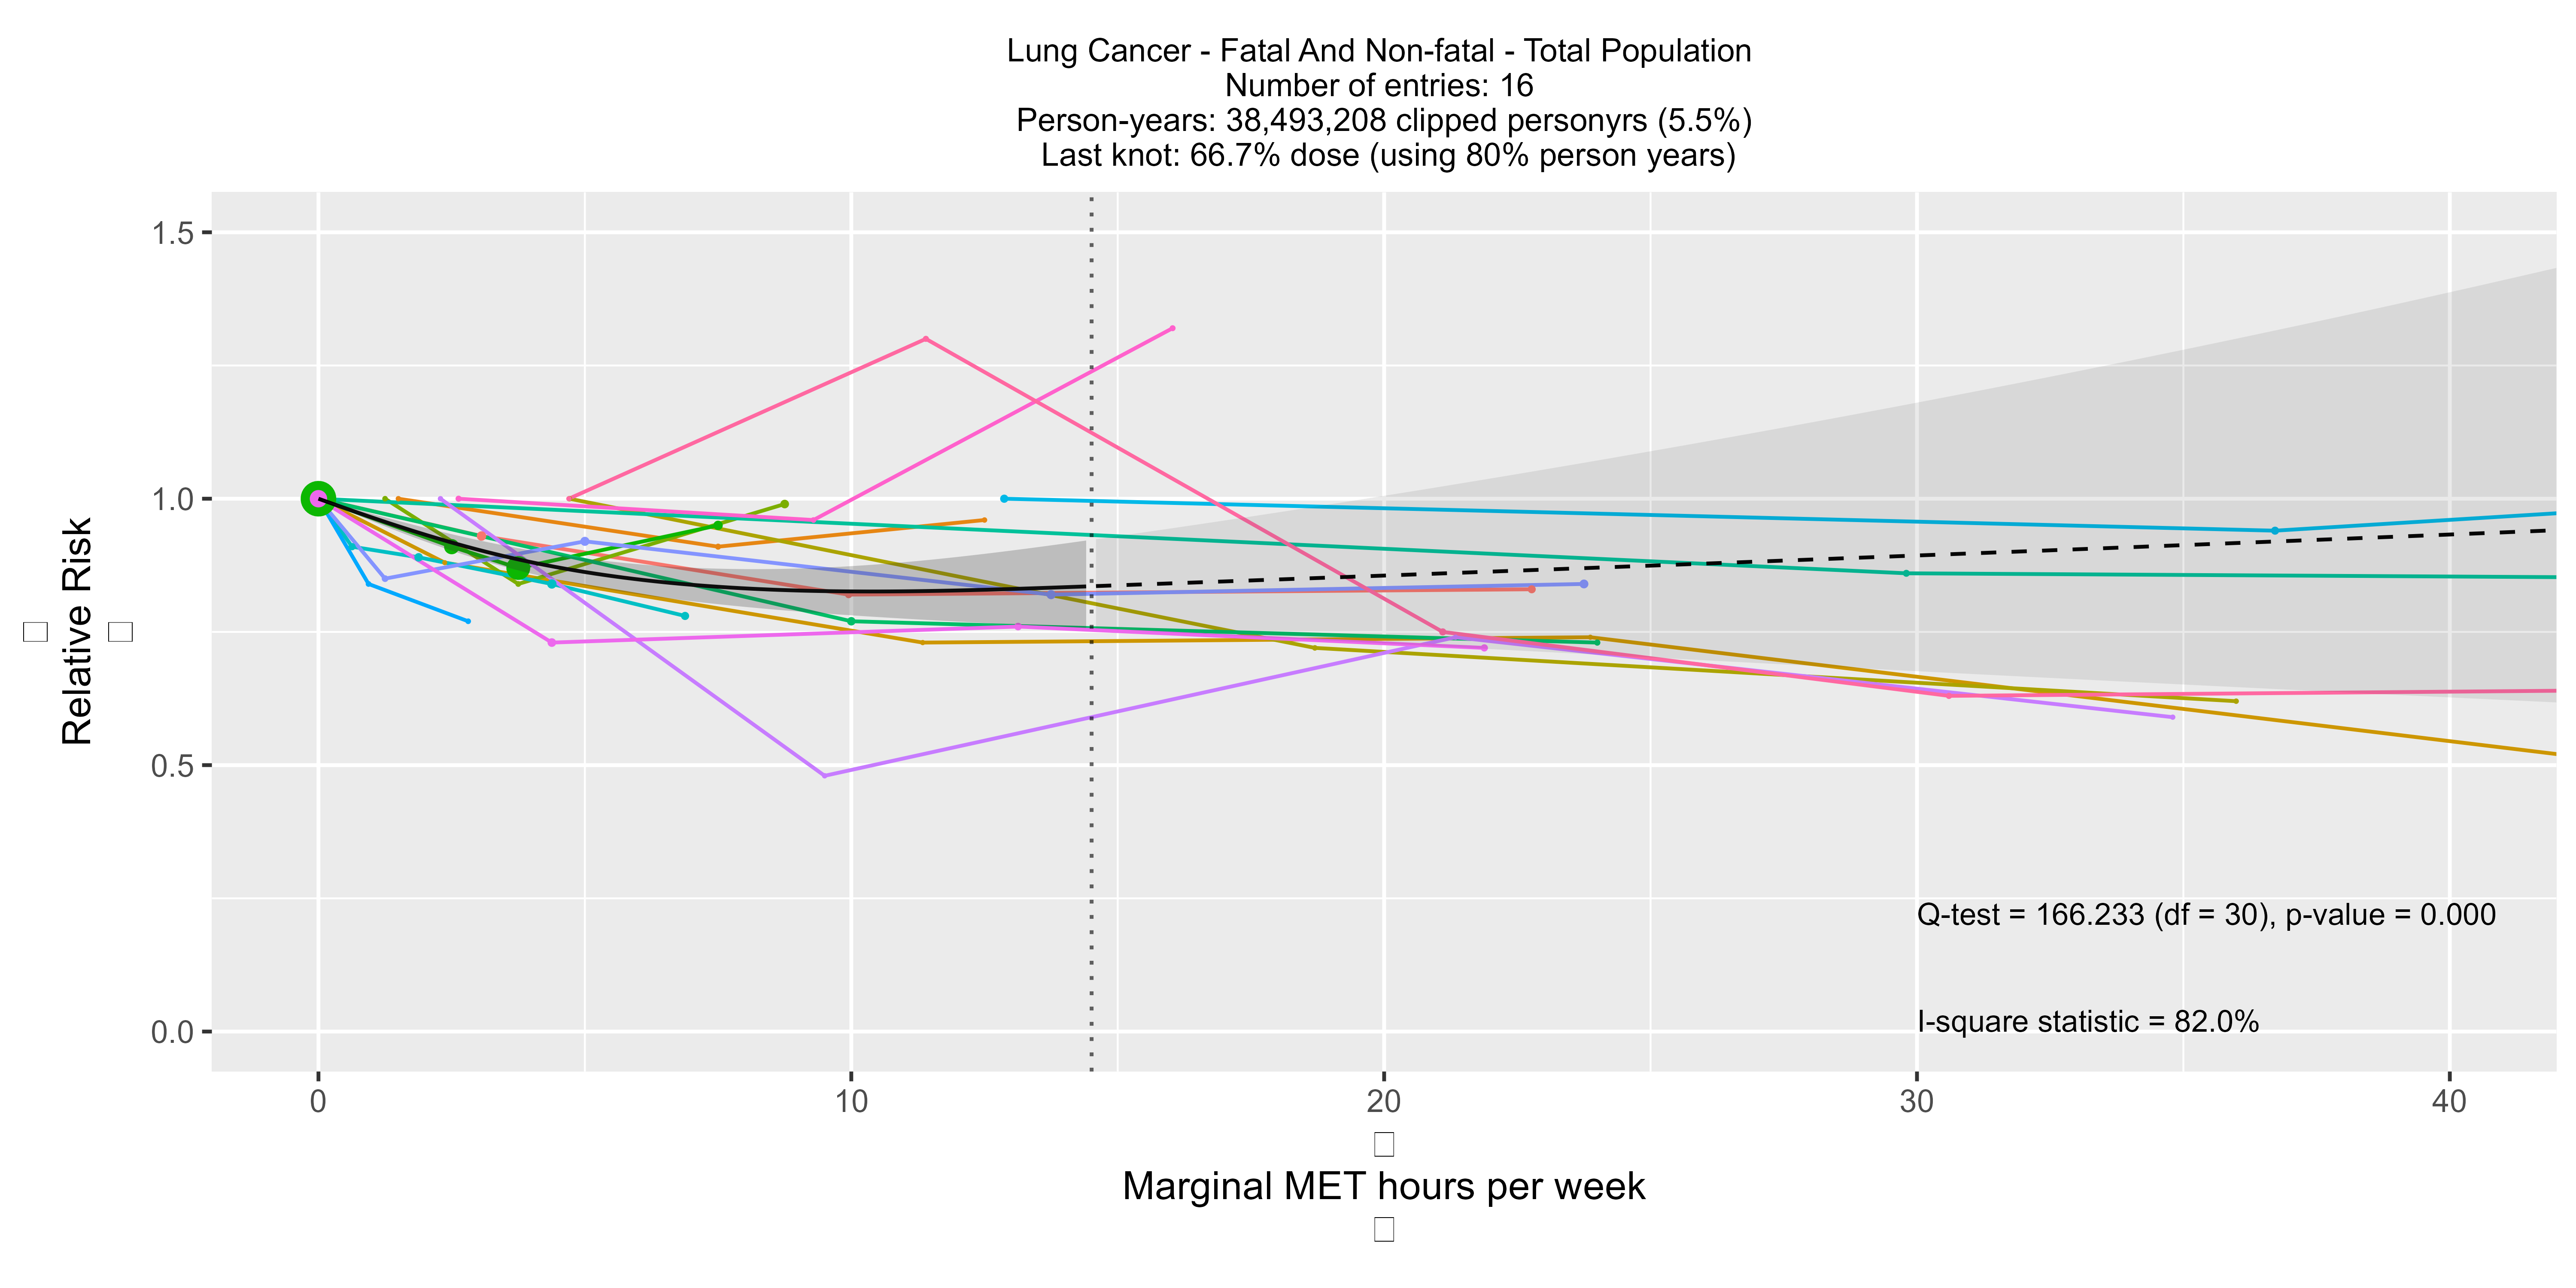 Lung Cancer - Fatal And Non-fatal - Total Population
Number of entries: 16
Person-years: 38,493,208 clipped personyrs (5.5%)
Last knot: 66.7% dose (using 80% person years)
1.5
1.0
0.5
0.0
Relative Risk
Q-test = 166.233 (df = 30), p-value = 0.000
I-square statistic = 82.0%
0 10 20 30 40
Marginal MET hours per week